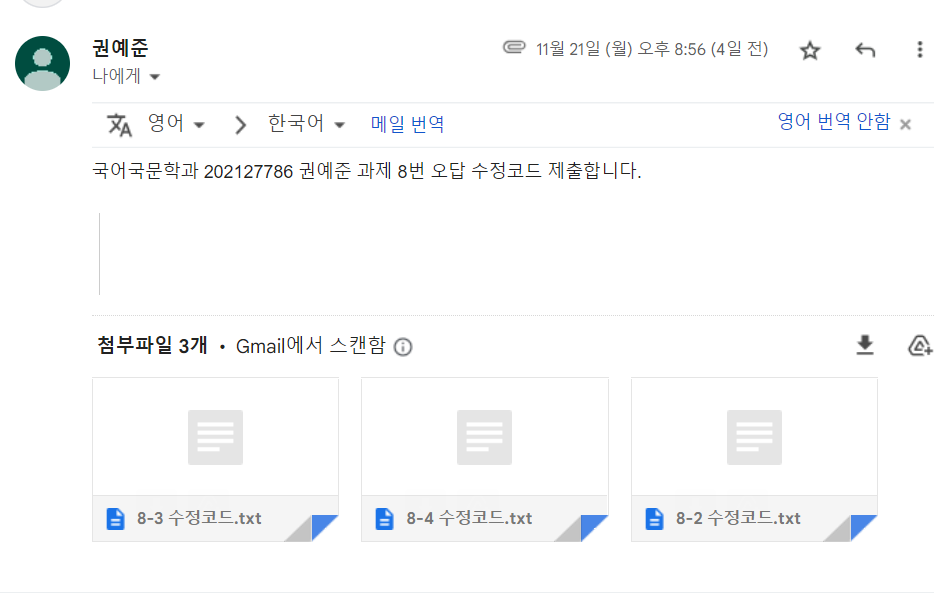 권예준
11월 21일 (월) 오후 8:56 (4일 전)
나에게
영어 한국어 메일 번역 영어 번역 안함
국어국문학과 202127786 권예준 과제 8번 오답 수정코드 제출합니다.
첨부파일 3개 • Gmail에서 스캔함
8-3 수정코드.txt
8-4 수정코드.txt
8-2 수정코드.txt